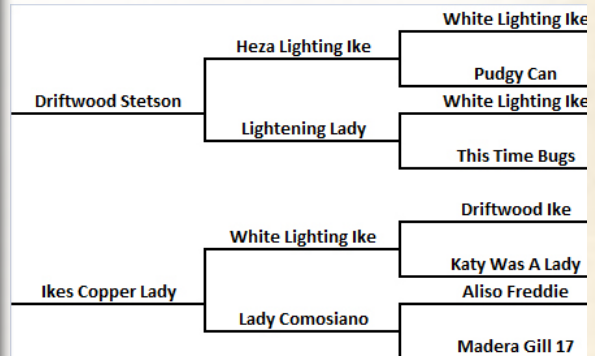 White Lighting Ike
Heza Lighting Ike
Pudgy Can
Driftwood Stetson
White Lighting Ike
Lightening Lady
This Time Bugs
Driftwood Ike
White Lighting Ike
Katy Was A Lady
Ikes Copper Lady
Aliso Freddie
Lady Comosiano
Madera Gill 17